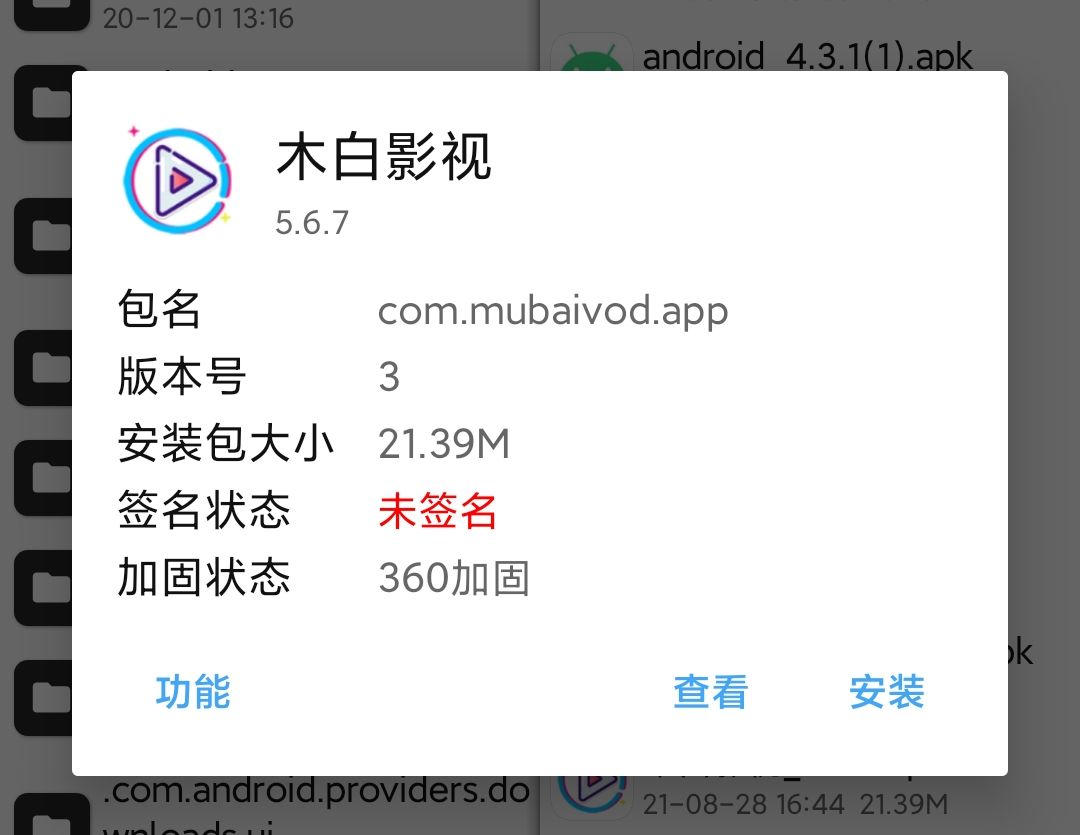 20-12-01 13:16
android_4.3.1(1).apk
木白影视
5.6.7
包名 com.mubaivod.app
版本号 3
安装包大小 21.39M
签名状态 未签名
加固状态 360加固
功能 查看 安装
.com.android.providers.do
wnloads.ui
21-08-28 16:44 21.39M